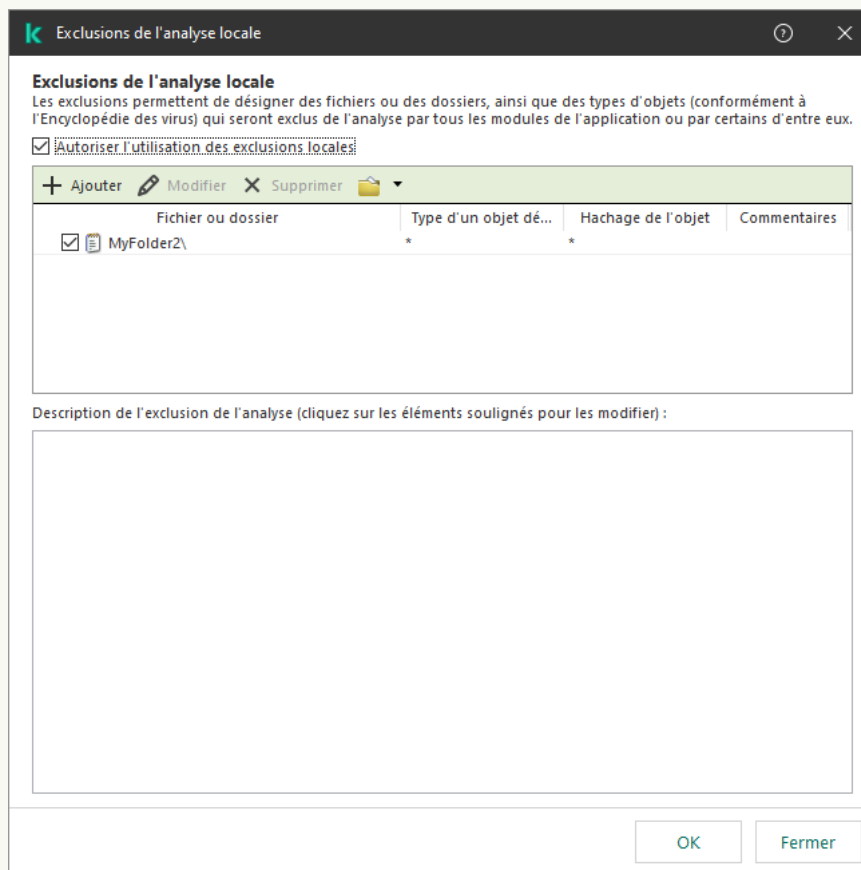 Exclusions de l'analyse locale
Exclusions de l'analyse locale
Les exclusions permettent de désigner des fichiers ou des dossiers, ainsi que des types d'objets (conformément à
l'Encyclopédie des virus) qui seront exclus de l'analyse par tous les modules de l'application ou par certains d'entre eux.
Autoriser l'utilisation des exclusions locales
Ajouter Modifier Supprimer
Fichier ou dossier Type d'un objet dé... Hachage de l'objet Commentaires
MyFolder2\ * *
Description de l'exclusion de l'analyse (cliquez sur les éléments soulignés pour les modifier) :
OK Fermer